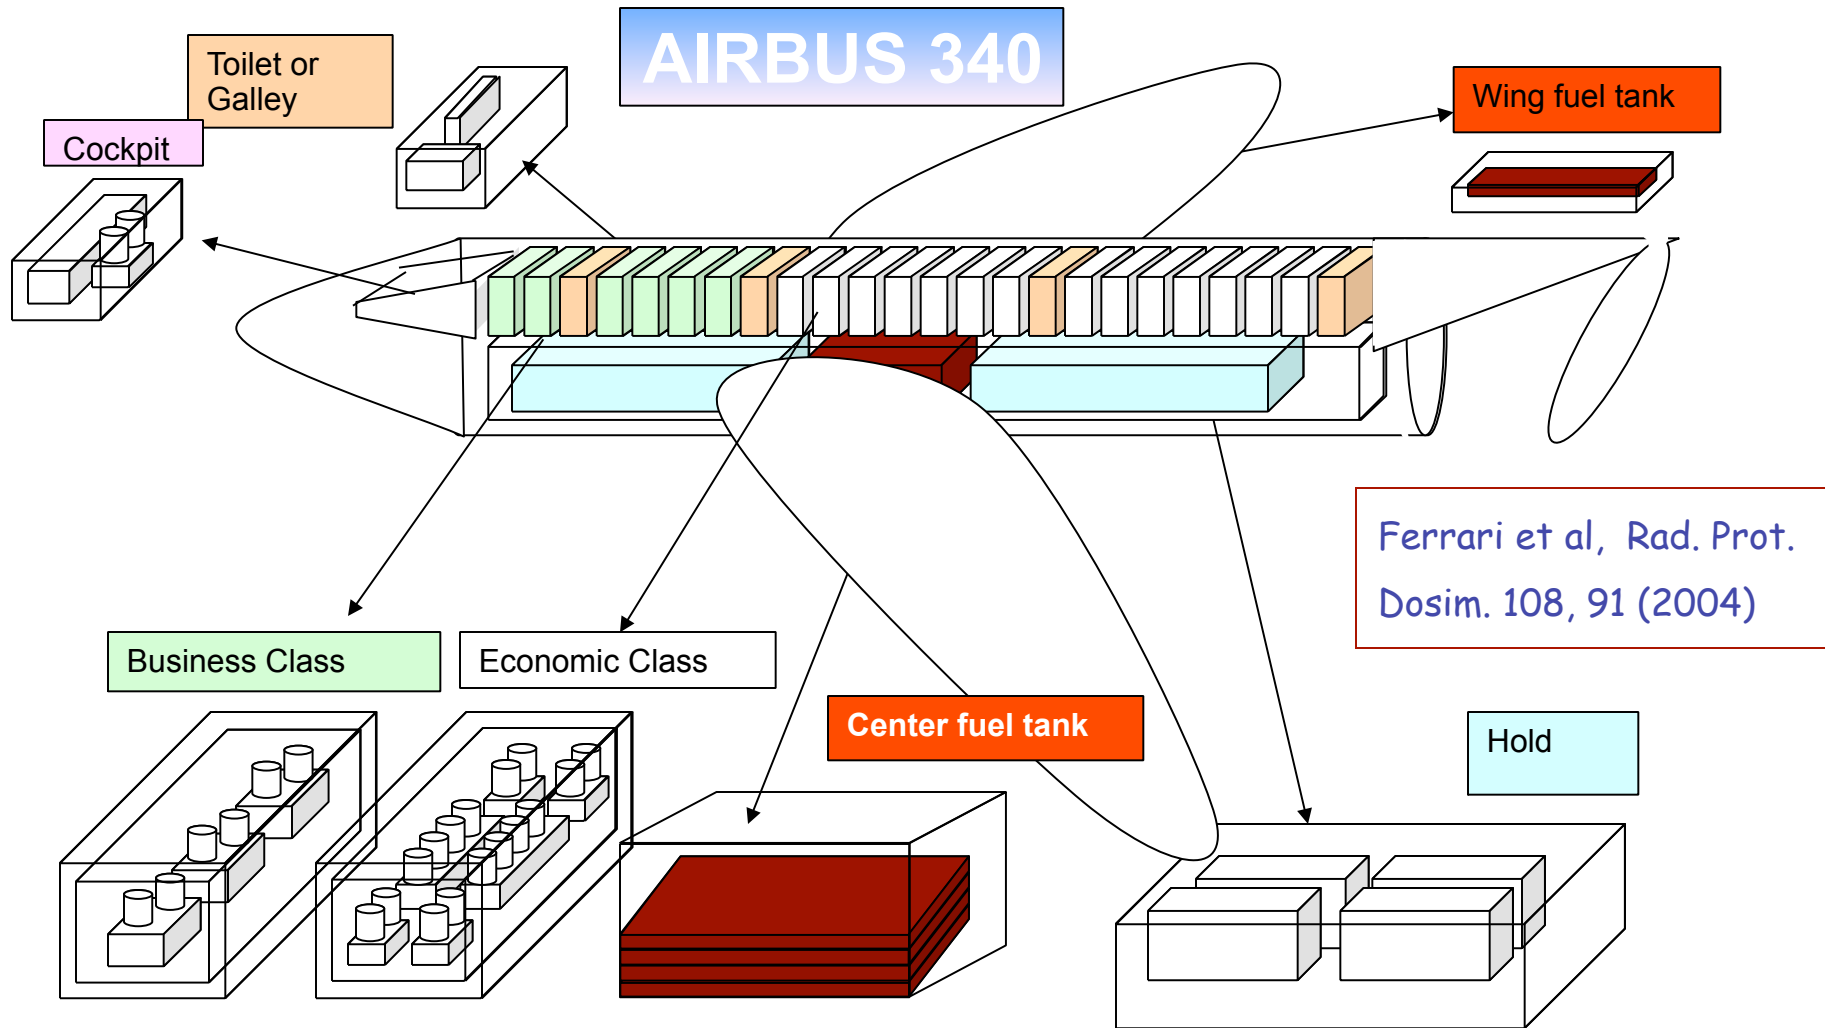 AIRBUS 340
Toilet or
Galley
Wing fuel tank
Cockpit
Ferrari et al, Rad. Prot.
Dosim. 108, 91 (2004)
Business Class
Economic Class
Center fuel tank
Hold